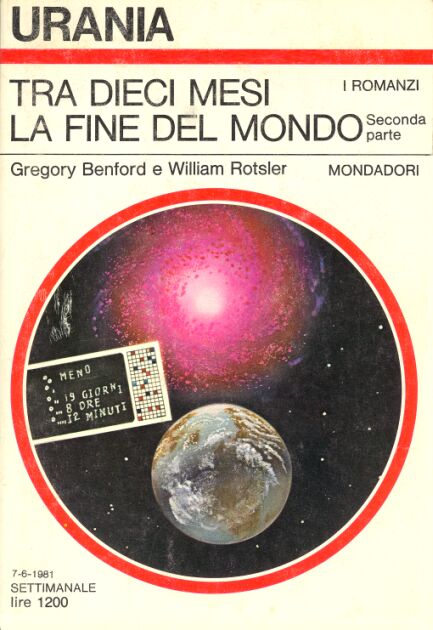 URANIA
TRA DIECI MESI
I ROMANZI
LA FINE DEL MONDO
Seconda
parte
Gregory Benford e William Rotsler
MONDADORI
MENO
19 GIORNI
8 ORE
12 MINUTI
7-6-1981
SETTIMANALE
lire 1200